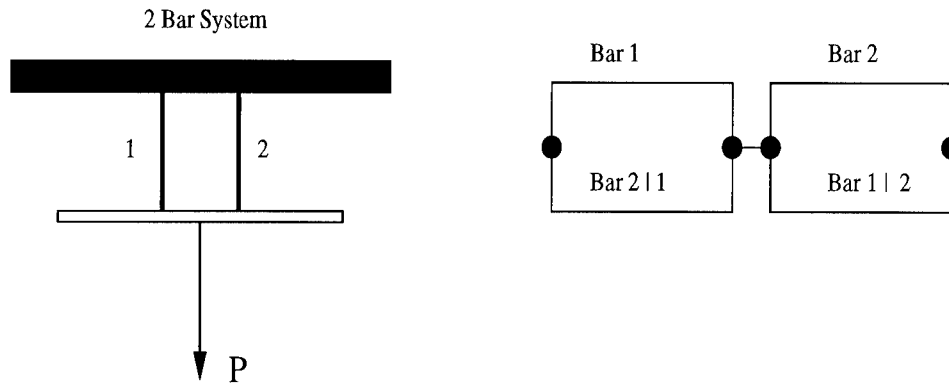 2 Bar System
1
2
P
Bar 1
Bar 2
Bar 2 | 1
Bar 1 | 2